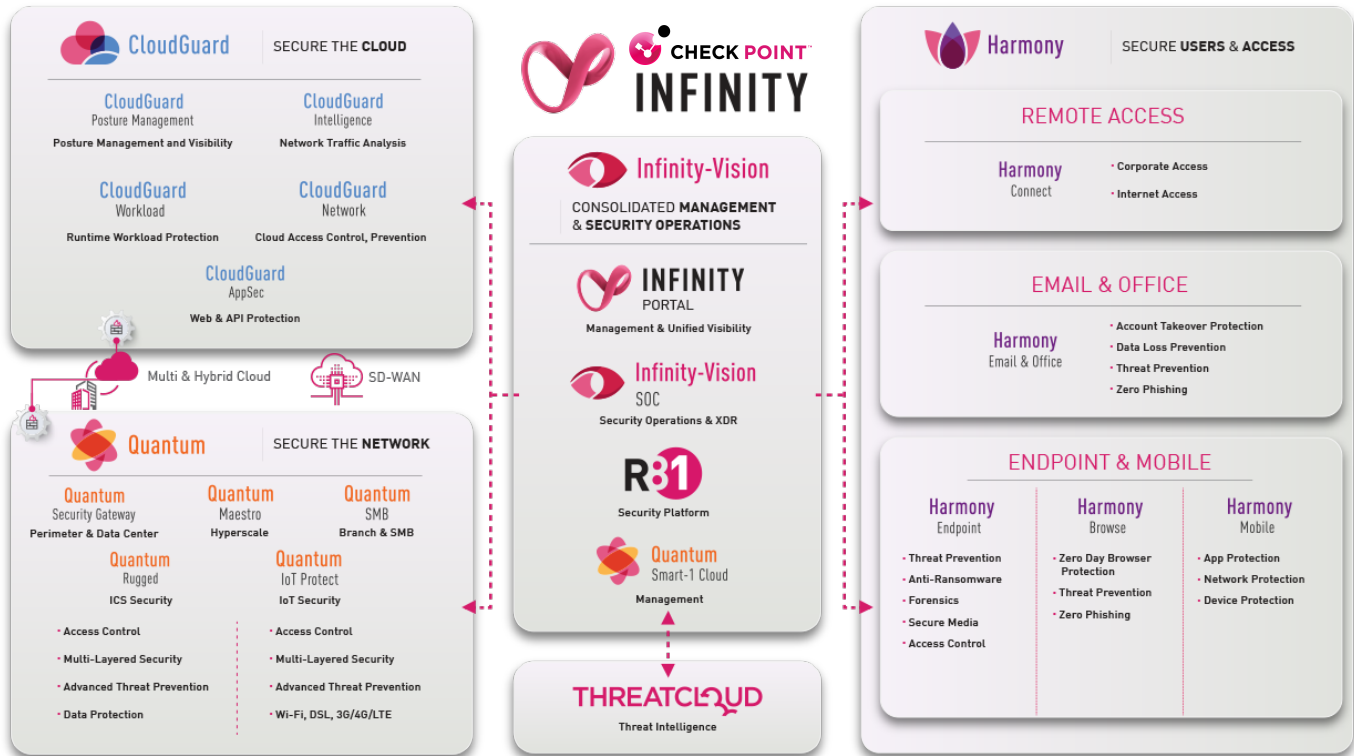 CloudGuard
SECURE THE CLOUD
CloudGuard
Posture Management
Posture Management and Visibility
CloudGuard
Intelligence
Network Traffic Analysis
CloudGuard
Workload
Runtime Workload Protection
CloudGuard
Network
Cloud Access Control, Prevention
CloudGuard
AppSec
Web & API Protection
Multi & Hybrid Cloud
SD-WAN
Quantum
SECURE THE NETWORK
Quantum
Security Gateway
Perimeter & Data Center
Quantum
Maestro
Hyperscale
Quantum
SMB
Branch & SMB
Quantum
Rugged
ICS Security
Quantum
IoT Protect
IoT Security
· Access Control
· Multi-Layered Security
· Advanced Threat Prevention
· Data Protection
· Access Control
· Multi-Layered Security
· Advanced Threat Prevention
· Wi-Fi, DSL, 3G/4G/LTE
CHECK POINT™
INFINITY
Infinity-Vision
CONSOLIDATED MANAGEMENT
& SECURITY OPERATIONS
INFINITY
PORTAL
Management & Unified Visibility
Infinity-Vision
SOC
Security Operations & XDR
R81
Security Platform
Quantum
Smart-1 Cloud
Management
THREATCLOUD
Threat Intelligence
Harmony
SECURE USERS & ACCESS
REMOTE ACCESS
Harmony
Connect
· Corporate Access
· Internet Access
EMAIL & OFFICE
Harmony
Email & Office
· Account Takeover Protection
· Data Loss Prevention
· Threat Prevention
· Zero Phishing
ENDPOINT & MOBILE
Harmony
Endpoint
· Threat Prevention
· Anti-Ransomware
· Forensics
· Secure Media
· Access Control
Harmony
Browse
· Zero Day Browser
Protection
· Threat Prevention
· Zero Phishing
Harmony
Mobile
· App Protection
· Network Protection
· Device Protection